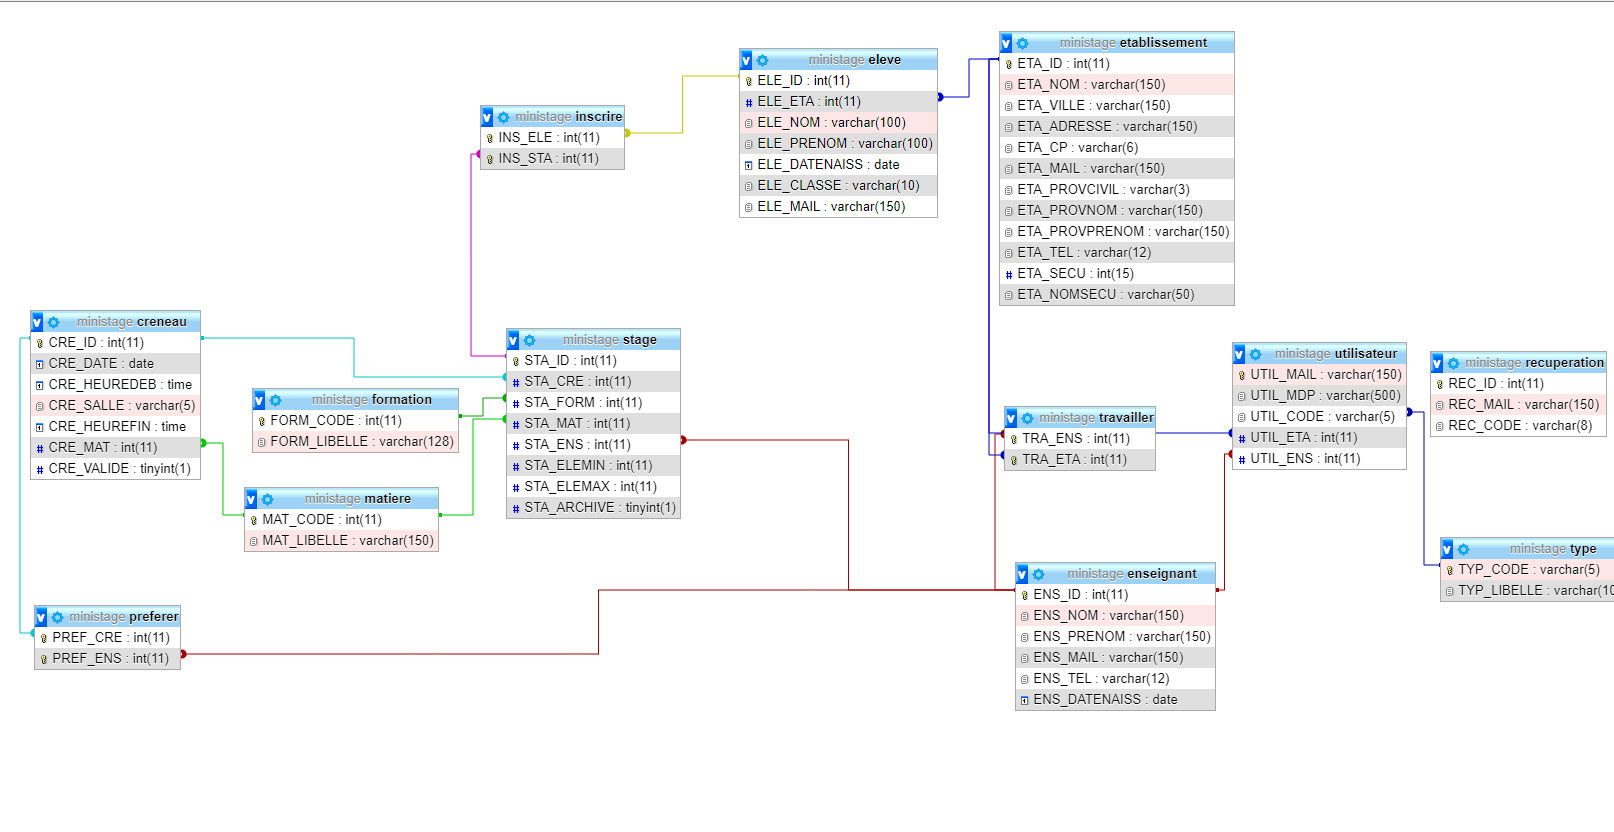 ministage eleve
ELE_ID : int(11)
ELE_ETA : int(11)
ELE_NOM : varchar(100)
ELE_PRENOM : varchar(100)
ELE_DATENAISS : date
ELE_CLASSE : varchar(10)
ELE_MAIL : varchar(150)
ministage etablissement
ETA_ID : int(11)
ETA_NOM : varchar(150)
ETA_VILLE : varchar(150)
ETA_ADRESSE : varchar(150)
ETA_CP : varchar(6)
ETA_MAIL : varchar(150)
ETA_PROVCIVIL : varchar(3)
ETA_PROVNOM : varchar(150)
ETA_PROVPRENOM : varchar(150)
ETA_TEL : varchar(12)
ETA_SECU : int(15)
ETA_NOMSECU : varchar(50)
ministage inscrire
INS_ELE : int(11)
INS_STA : int(11)
ministage creneau
CRE_ID : int(11)
CRE_DATE : date
CRE_HEUREDEB : time
CRE_SALLE : varchar(5)
CRE_HEUREFIN : time
CRE_MAT : int(11)
CRE_VALIDE : tinyint(1)
ministage formation
FORM_CODE : int(11)
FORM_LIBELLE : varchar(128)
ministage stage
STA_ID : int(11)
STA_CRE : int(11)
STA_FORM : int(11)
STA_MAT : int(11)
STA_ENS : int(11)
STA_ELEMIN : int(11)
STA_ELEMAX : int(11)
STA_ARCHIVE : tinyint(1)
ministage matiere
MAT_CODE : int(11)
MAT_LIBELLE : varchar(150)
ministage travailler
TRA_ENS : int(11)
TRA_ETA : int(11)
ministage utilisateur
UTIL_MAIL : varchar(150)
UTIL_MDP : varchar(500)
UTIL_CODE : varchar(5)
UTIL_ETA : int(11)
UTIL_ENS : int(11)
ministage recuperation
REC_ID : int(11)
REC_MAIL : varchar(150)
REC_CODE : varchar(8)
ministage type
TYP_CODE : varchar(5)
TYP_LIBELLE : varchar(10
ministage enseignant
ENS_ID : int(11)
ENS_NOM : varchar(150)
ENS_PRENOM : varchar(150)
ENS_MAIL : varchar(150)
ENS_TEL : varchar(12)
ENS_DATENAISS : date
ministage preferer
PREF_CRE : int(11)
PREF_ENS : int(11)